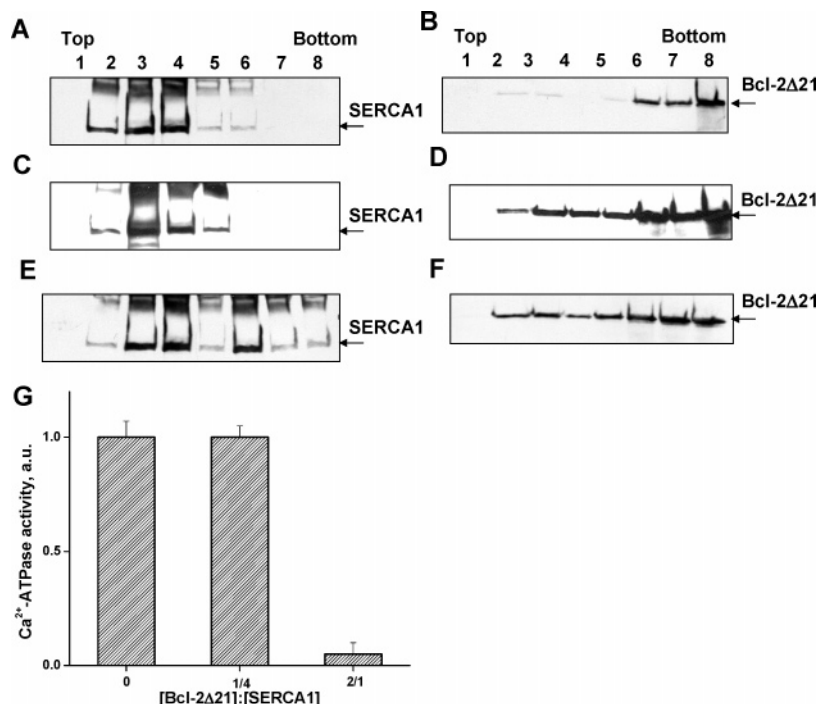 A
Top
Bottom
1 2 3 4 5 6 7 8
SERCA1
B
Top
Bottom
1 2 3 4 5 6 7 8
Bcl-2Δ21
C
SERCA1
D
Bcl-2Δ21
E
SERCA1
F
Bcl-2Δ21
G
Ca²⁺-ATPase activity, a.u.
1.0
0.5
0.0
0 1/4 2/1
[Bcl-2Δ21]:[SERCA1]